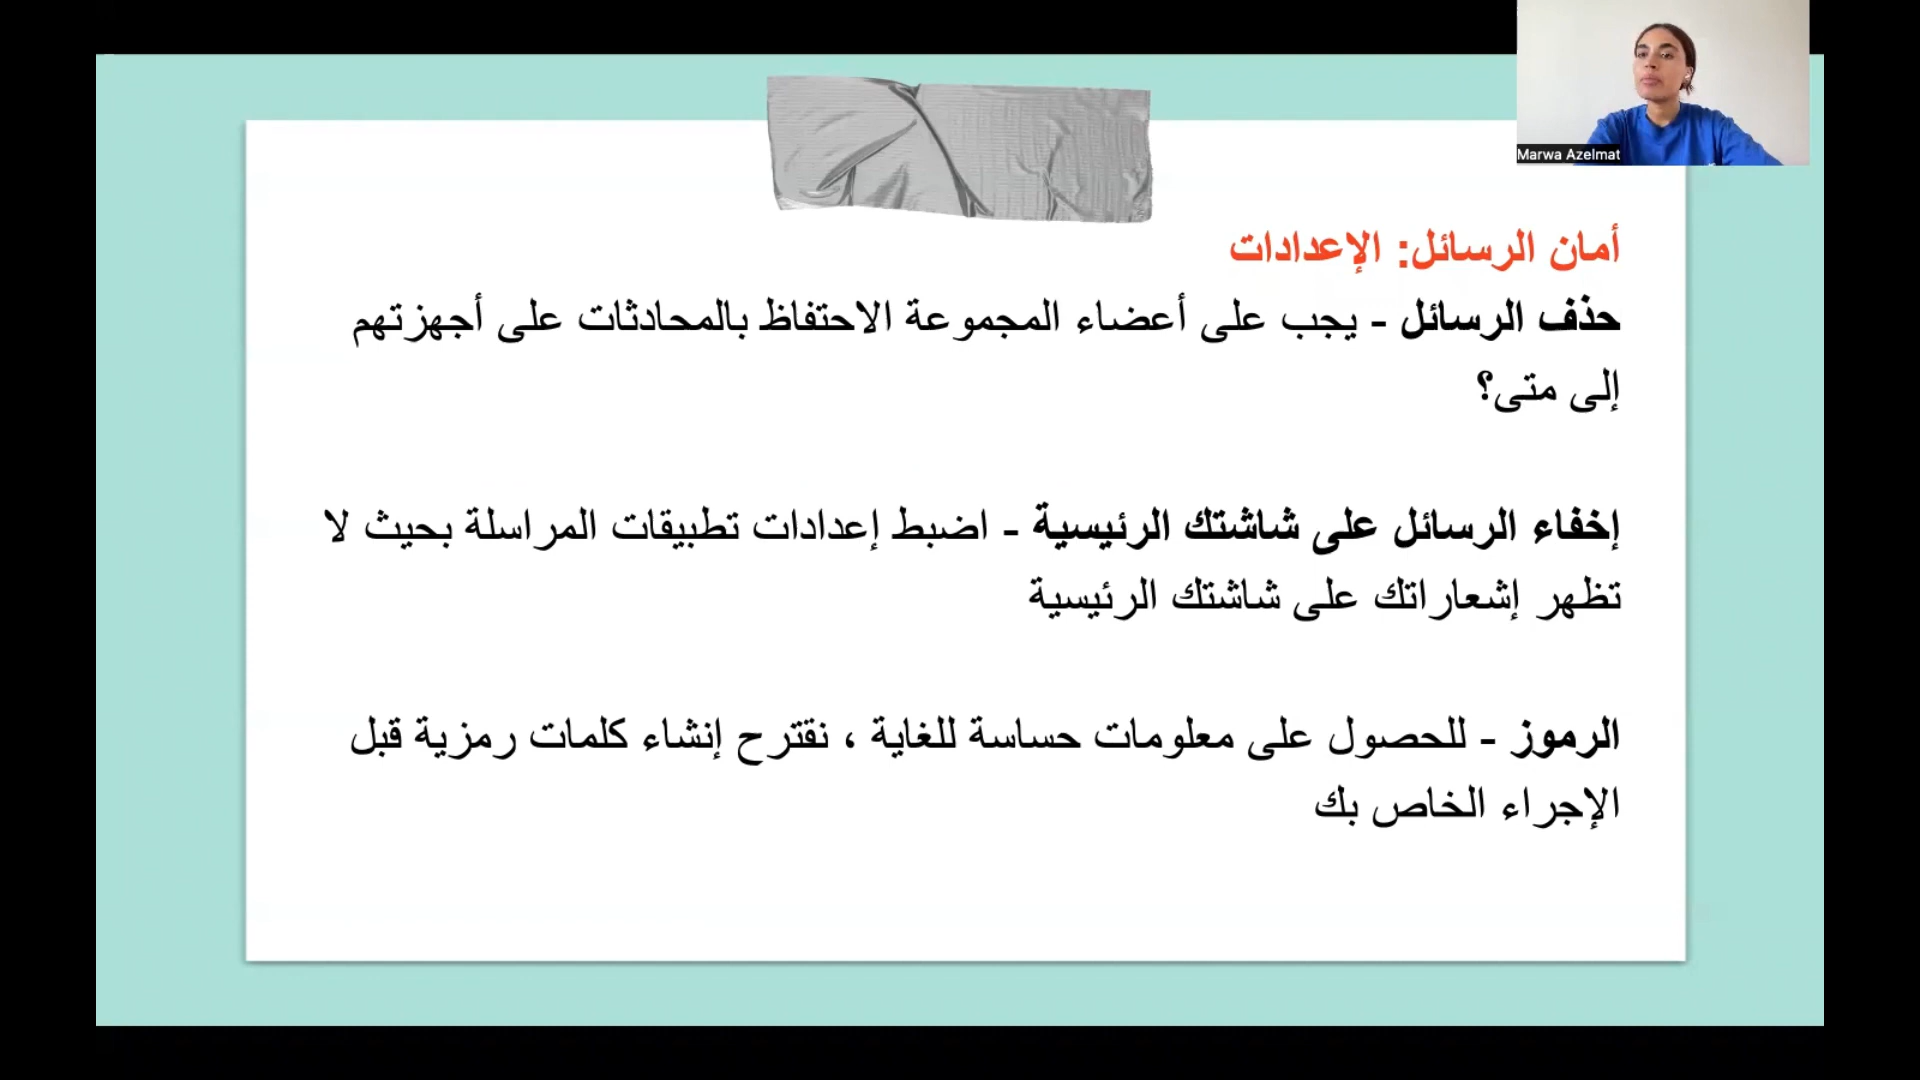 Marwa Azelmat
أمان الرسائل: الإعدادات
حذف الرسائل - يجب على أعضاء المجموعة الاحتفاظ بالمحادثات على أجهزتهم
إلى متى؟
إخفاء الرسائل على شاشتك الرئيسية - اضبط إعدادات تطبيقات المراسلة بحيث لا
تظهر إشعاراتك على شاشتك الرئيسية
الرموز - للحصول على معلومات حساسة للغاية ، نقترح إنشاء كلمات رمزية قبل
الإجراء الخاص بك